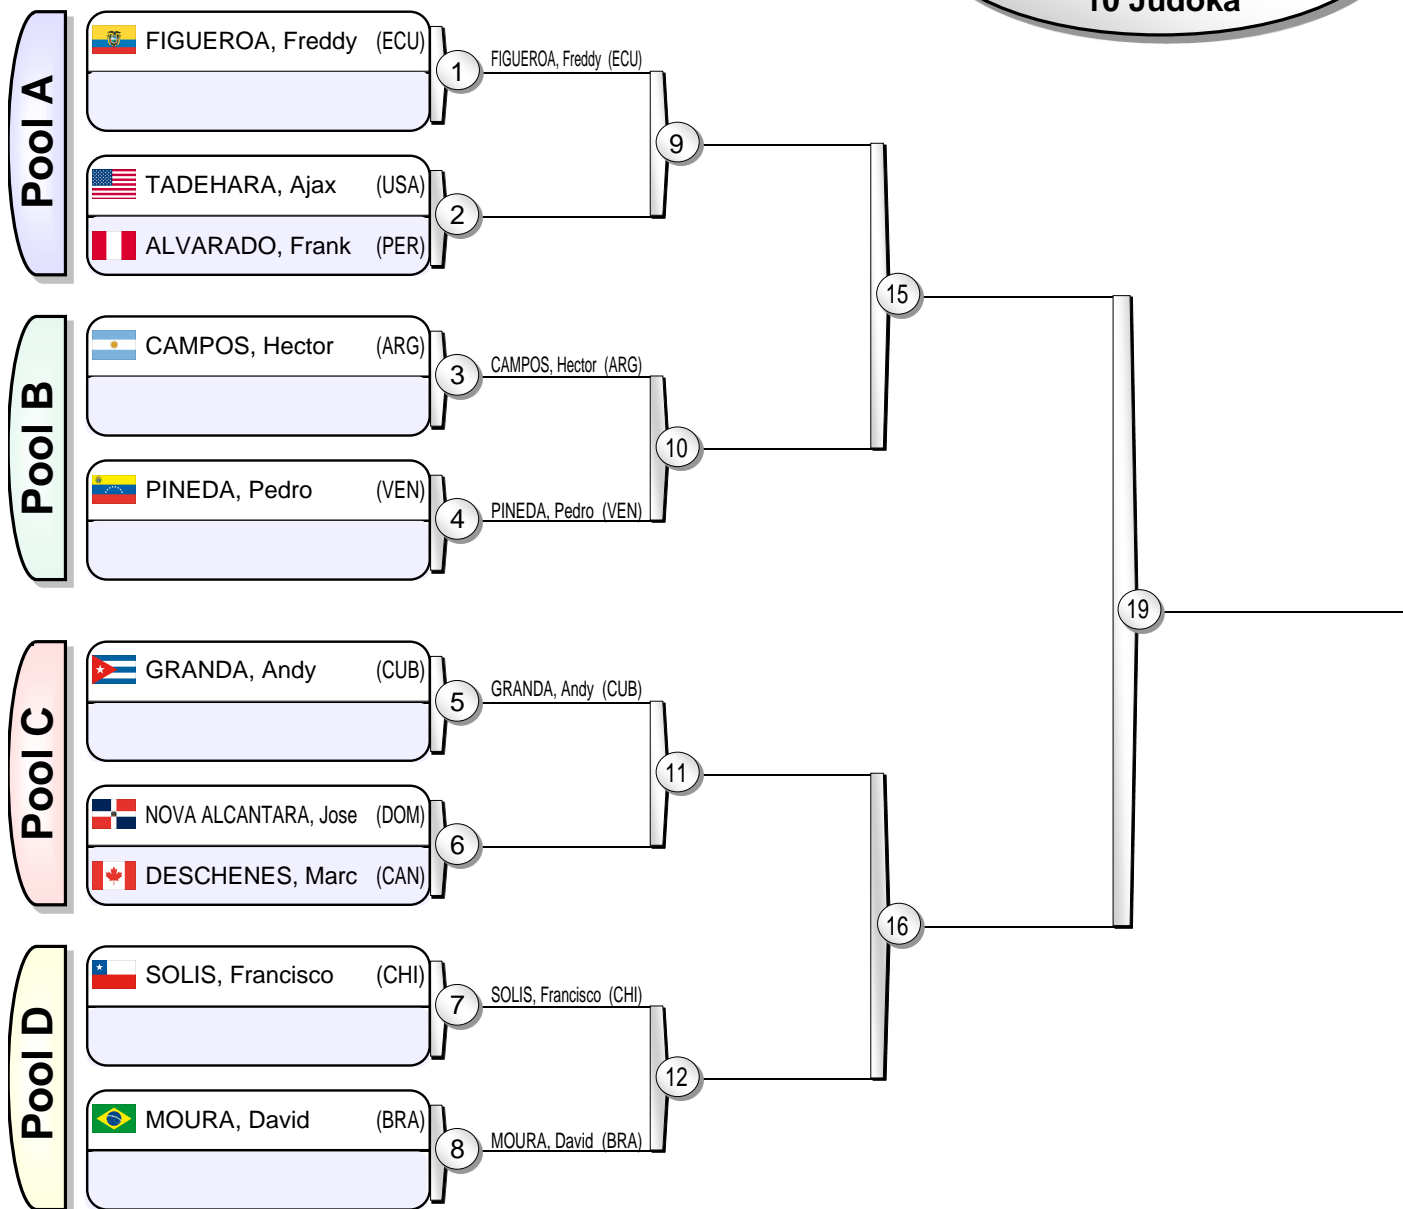 10 Judoka
Pool A
FIGUEROA, Freddy (ECU)
1
FIGUEROA, Freddy (ECU)
9
TADEHARA, Ajax (USA)
2
ALVARADO, Frank (PER)
15
Pool B
CAMPOS, Hector (ARG)
3
CAMPOS, Hector (ARG)
10
PINEDA, Pedro (VEN)
4
PINEDA, Pedro (VEN)
19
Pool C
GRANDA, Andy (CUB)
5
GRANDA, Andy (CUB)
11
NOVA ALCANTARA, Jose (DOM)
6
DESCHENES, Marc (CAN)
16
Pool D
SOLIS, Francisco (CHI)
7
SOLIS, Francisco (CHI)
12
MOURA, David (BRA)
8
MOURA, David (BRA)